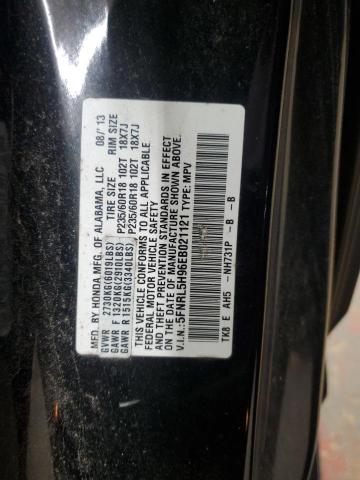 MFD. BY HONDA MFG. OF ALABAMA, LLC 08/'13
GVWR 2730KG(6019LBS) TIRE SIZE RIM SIZE
GAWR F 1320KG(2910LBS) P235/60R18 102T 18X7J
GAWR R 1515KG(3340LBS) P235/60R18 102T 18X7J
THIS VEHICLE CONFORMS TO ALL APPLICABLE
FEDERAL MOTOR VEHICLE SAFETY
AND THEFT PREVENTION STANDARDS IN EFFECT
ON THE DATE OF MANUFACTURE SHOWN ABOVE.
V.I.N.:5FNRL5H96EB021121 TYPE: MPV
TK8 E AH5 - NH731P - B - B